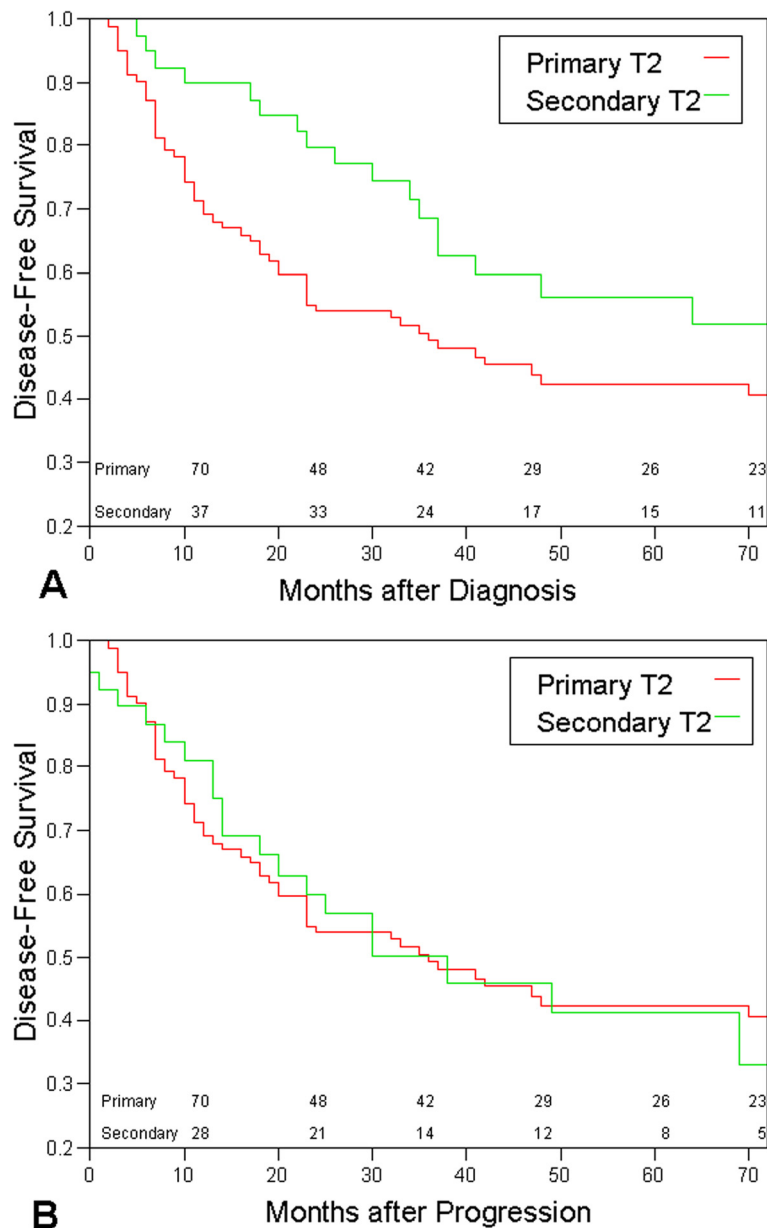 1.0
Primary T2
Secondary T2
0.9
0.8
0.7
0.6
0.5
0.4
0.3
0.2
Disease-Free Survival
Primary 70 48 42 29 26 23
Secondary 37 33 24 17 15 11
0 10 20 30 40 50 60 70
A Months after Diagnosis
1.0
Primary T2
Secondary T2
0.9
0.8
0.7
0.6
0.5
0.4
0.3
0.2
Disease-Free Survival
Primary 70 48 42 29 26 23
Secondary 28 21 14 12 8 5
0 10 20 30 40 50 60 70
B Months after Progression